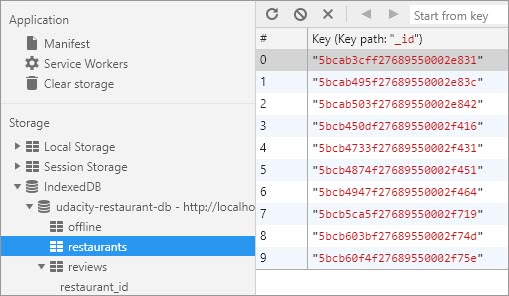 Application
Manifest
Service Workers
Clear storage
Storage
Local Storage
Session Storage
IndexedDB
udacity-restaurant-db - http://localho
offline
restaurants
reviews
restaurant_id
Start from key
# Key (Key path: "_id")
0 "5bcab3cff27689550002e831"
1 "5bcab495f27689550002e83c"
2 "5bcab503f27689550002e842"
3 "5bcb450df27689550002f416"
4 "5bcb4733f27689550002f431"
5 "5bcb4874f27689550002f451"
6 "5bcb4947f27689550002f464"
7 "5bcb5ca5f27689550002f719"
8 "5bcb603bf27689550002f74d"
9 "5bcb60f4f27689550002f75e"